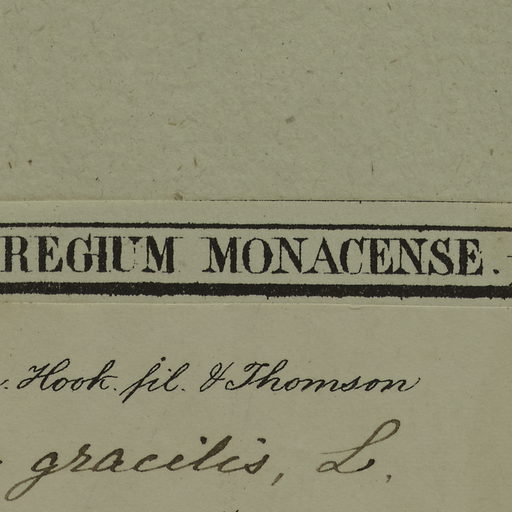 REGIUM MONACENSE.
. Hook. fil. & Thomson
gracilis, L.